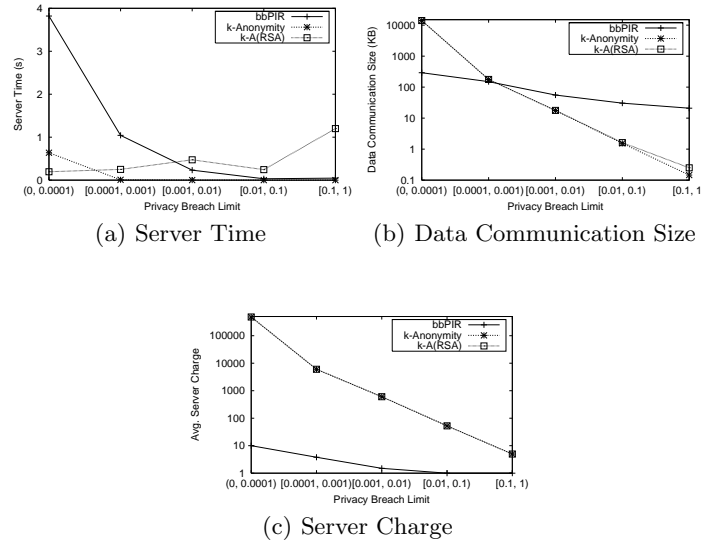 bbPIR
k-Anonymity
k-A(RSA)
4
3
2
1
0
Server Time (s)
(0, 0.0001) [0.0001, 0.001) [0.001, 0.01) [0.01, 0.1) [0.1, 1)
Privacy Breach Limit
(a) Server Time
bbPIR
k-Anonymity
k-A(RSA)
10000
1000
100
10
1
0.1
Data Communication Size (KB)
(0, 0.0001) [0.0001, 0.001) [0.001, 0.01) [0.01, 0.1) [0.1, 1)
Privacy Breach Limit
(b) Data Communication Size
bbPIR
k-Anonymity
k-A(RSA)
100000
10000
1000
100
10
1
Avg. Server Charge
(0, 0.0001) [0.0001, 0.001) [0.001, 0.01) [0.01, 0.1) [0.1, 1)
Privacy Breach Limit
(c) Server Charge